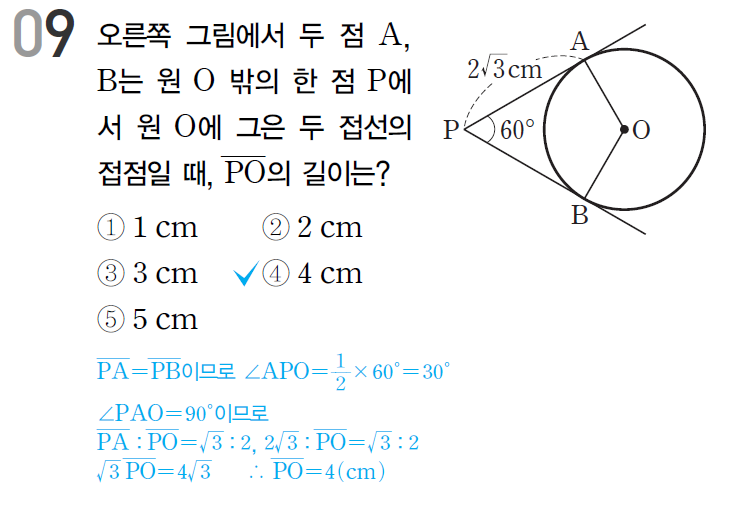 09 오른쪽 그림에서 두 점 A,
B는 원 O 밖의 한 점 P에
서 원 O에 그은 두 접선의
접점일 때, PO의 길이는?
A
2√3cm
P 60° O
B
① 1 cm ② 2 cm
③ 3 cm ④ 4 cm
⑤ 5 cm
PA=PB이므로 ∠APO=1/2×60°=30°
∠PAO=90°이므로
PA:PO=√3:2, 2√3:PO=√3:2
√3 PO=4√3 ∴ PO=4(cm)